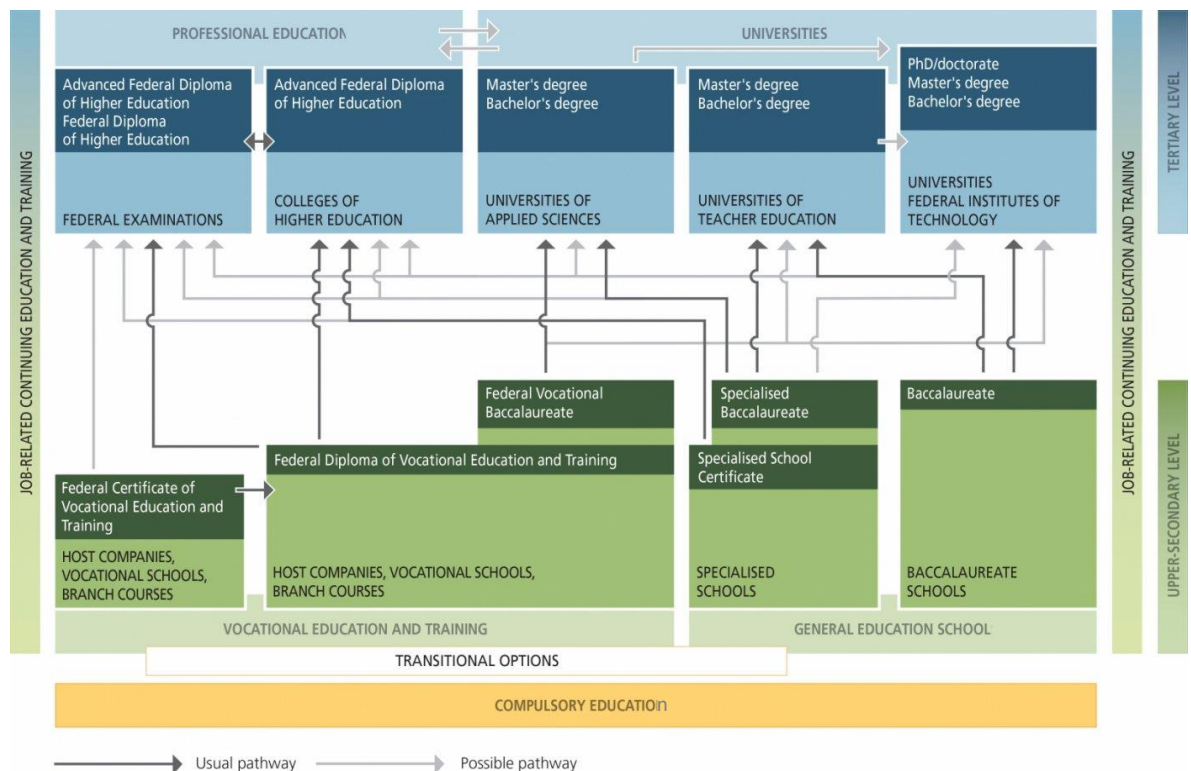 PROFESSIONAL EDUCATION
UNIVERSITIES
Advanced Federal Diploma
of Higher Education
Federal Diploma
of Higher Education
FEDERAL EXAMINATIONS
Advanced Federal Diploma
of Higher Education
COLLEGES OF
HIGHER EDUCATION
Master's degree
Bachelor's degree
UNIVERSITIES OF
APPLIED SCIENCES
Master's degree
Bachelor's degree
UNIVERSITIES OF
TEACHER EDUCATION
PhD/doctorate
Master's degree
Bachelor's degree
UNIVERSITIES
FEDERAL INSTITUTES OF
TECHNOLOGY
JOB-RELATED CONTINUING EDUCATION AND TRAINING
JOB-RELATED CONTINUING EDUCATION AND TRAINING
TERTIARY LEVEL
UPPER-SECONDARY LEVEL
Federal Certificate of
Vocational Education and
Training
HOST COMPANIES,
VOCATIONAL SCHOOLS,
BRANCH COURSES
Federal Vocational
Baccalaureate
Federal Diploma of Vocational Education and Training
HOST COMPANIES, VOCATIONAL SCHOOLS,
BRANCH COURSES
Specialised
Baccalaureate
Specialised School
Certificate
SPECIALISED
SCHOOLS
Baccalaureate
BACCALAUREATE
SCHOOLS
VOCATIONAL EDUCATION AND TRAINING
GENERAL EDUCATION SCHOOL
TRANSITIONAL OPTIONS
COMPULSORY EDUCATIOn
Usual pathway
Possible pathway